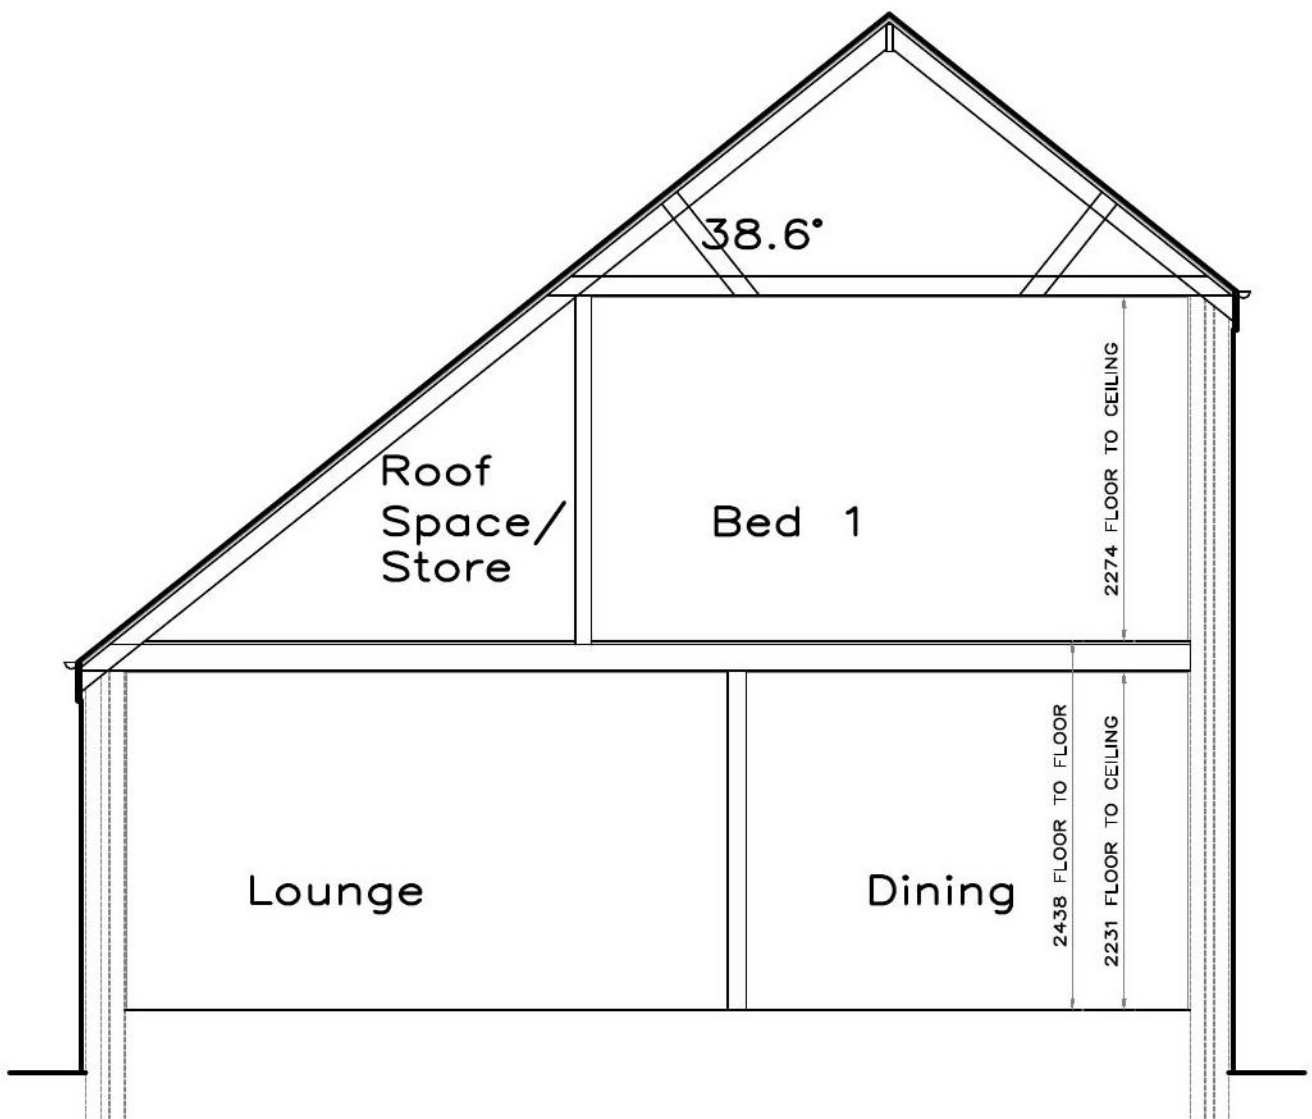 38.6°
2274 FLOOR TO CEILING
Roof
Space/
Store
Bed 1
2438 FLOOR TO FLOOR
2231 FLOOR TO CEILING
Lounge
Dining